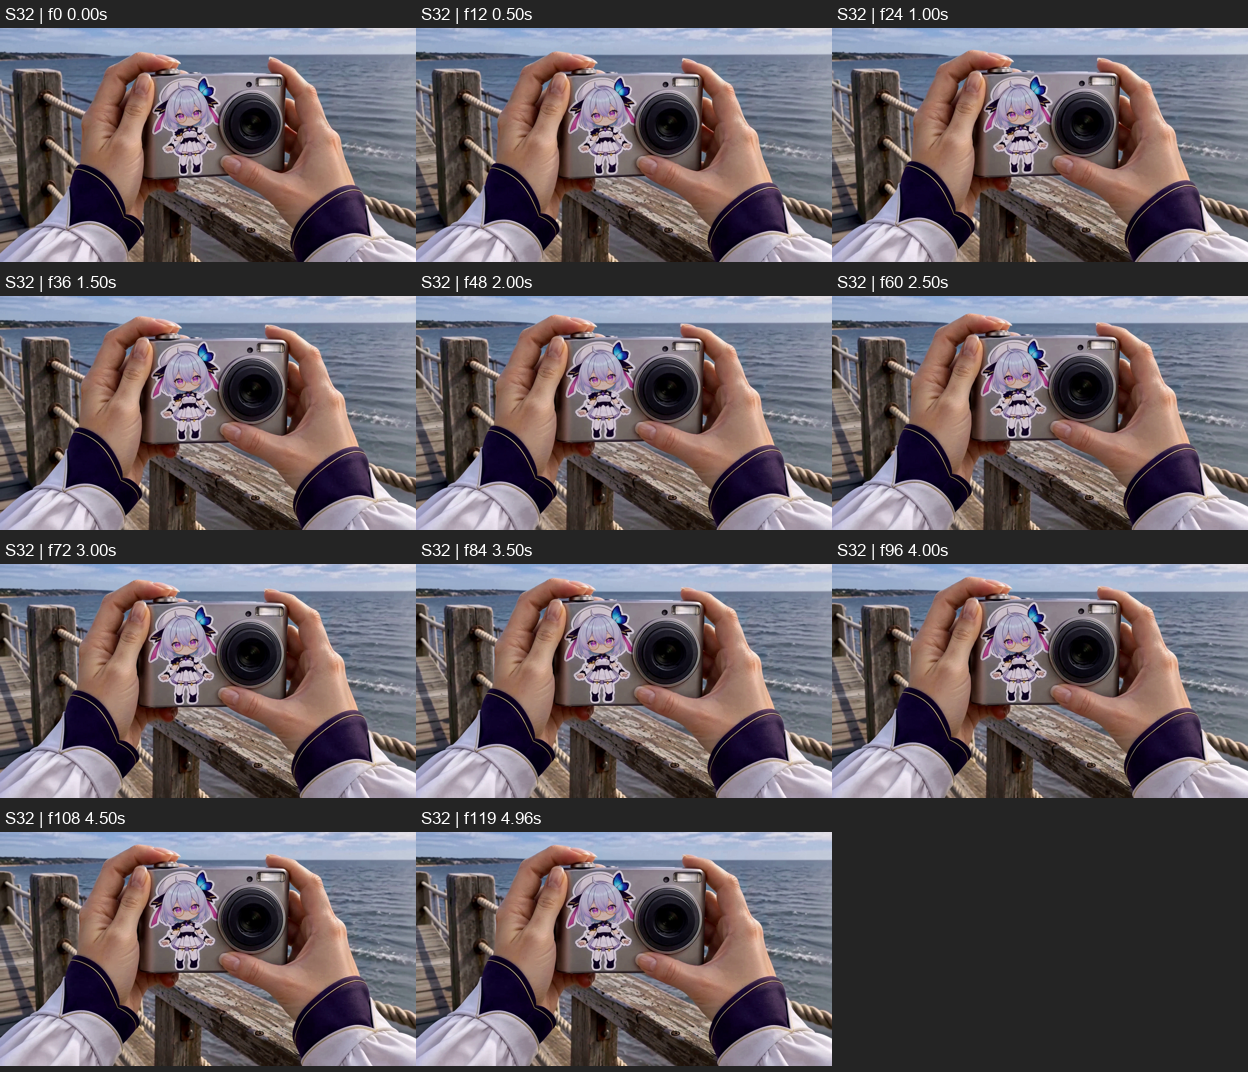 S32 | f0 0.00s
S32 | f12 0.50s
S32 | f24 1.00s
S32 | f36 1.50s
S32 | f48 2.00s
S32 | f60 2.50s
S32 | f72 3.00s
S32 | f84 3.50s
S32 | f96 4.00s
S32 | f108 4.50s
S32 | f119 4.96s